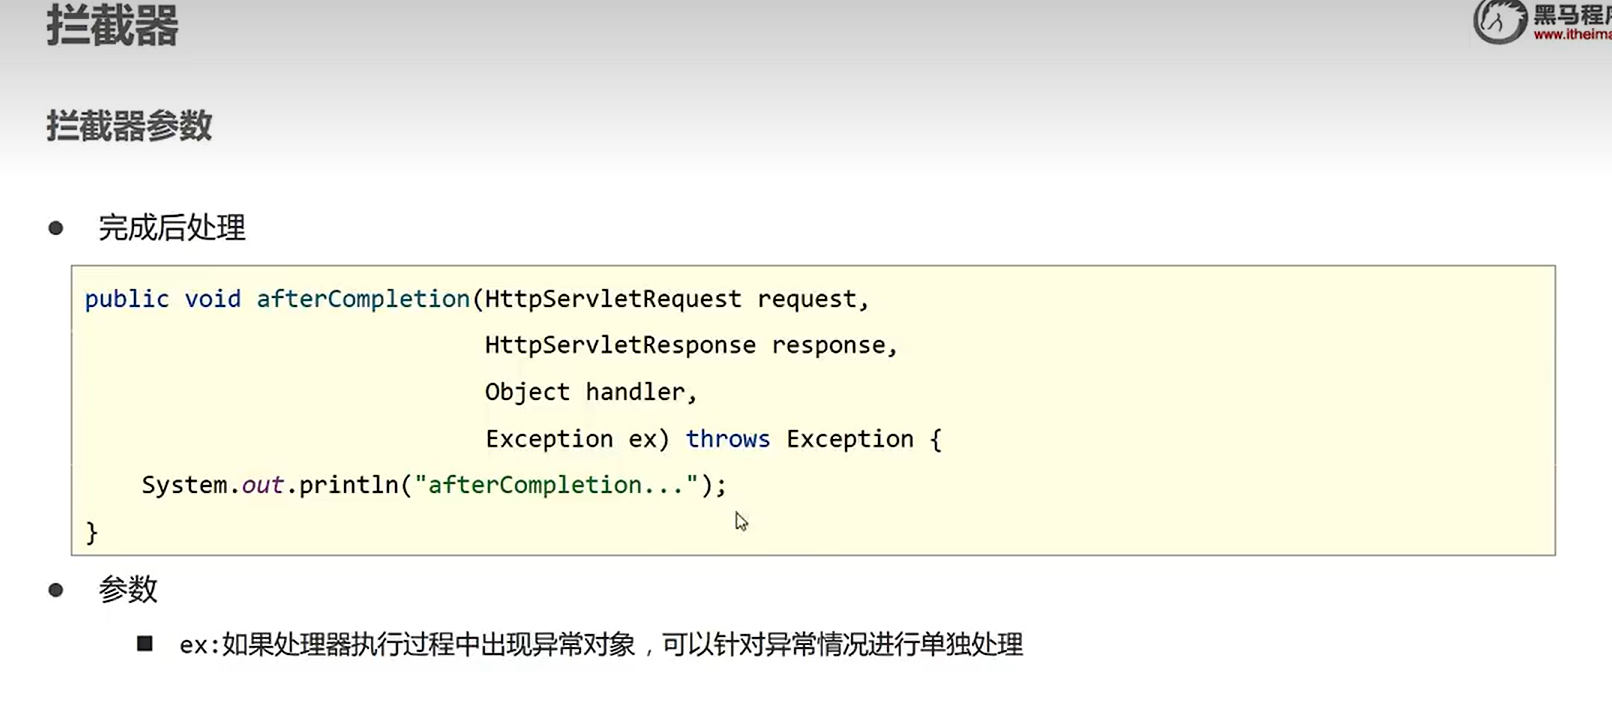 拦截器
黑马程序
www.itheima
拦截器参数
● 完成后处理
public void afterCompletion(HttpServletRequest request,
HttpServletResponse response,
Object handler,
Exception ex) throws Exception {
System.out.println("afterCompletion...");
}
● 参数
■ ex:如果处理器执行过程中出现异常对象，可以针对异常情况进行单独处理